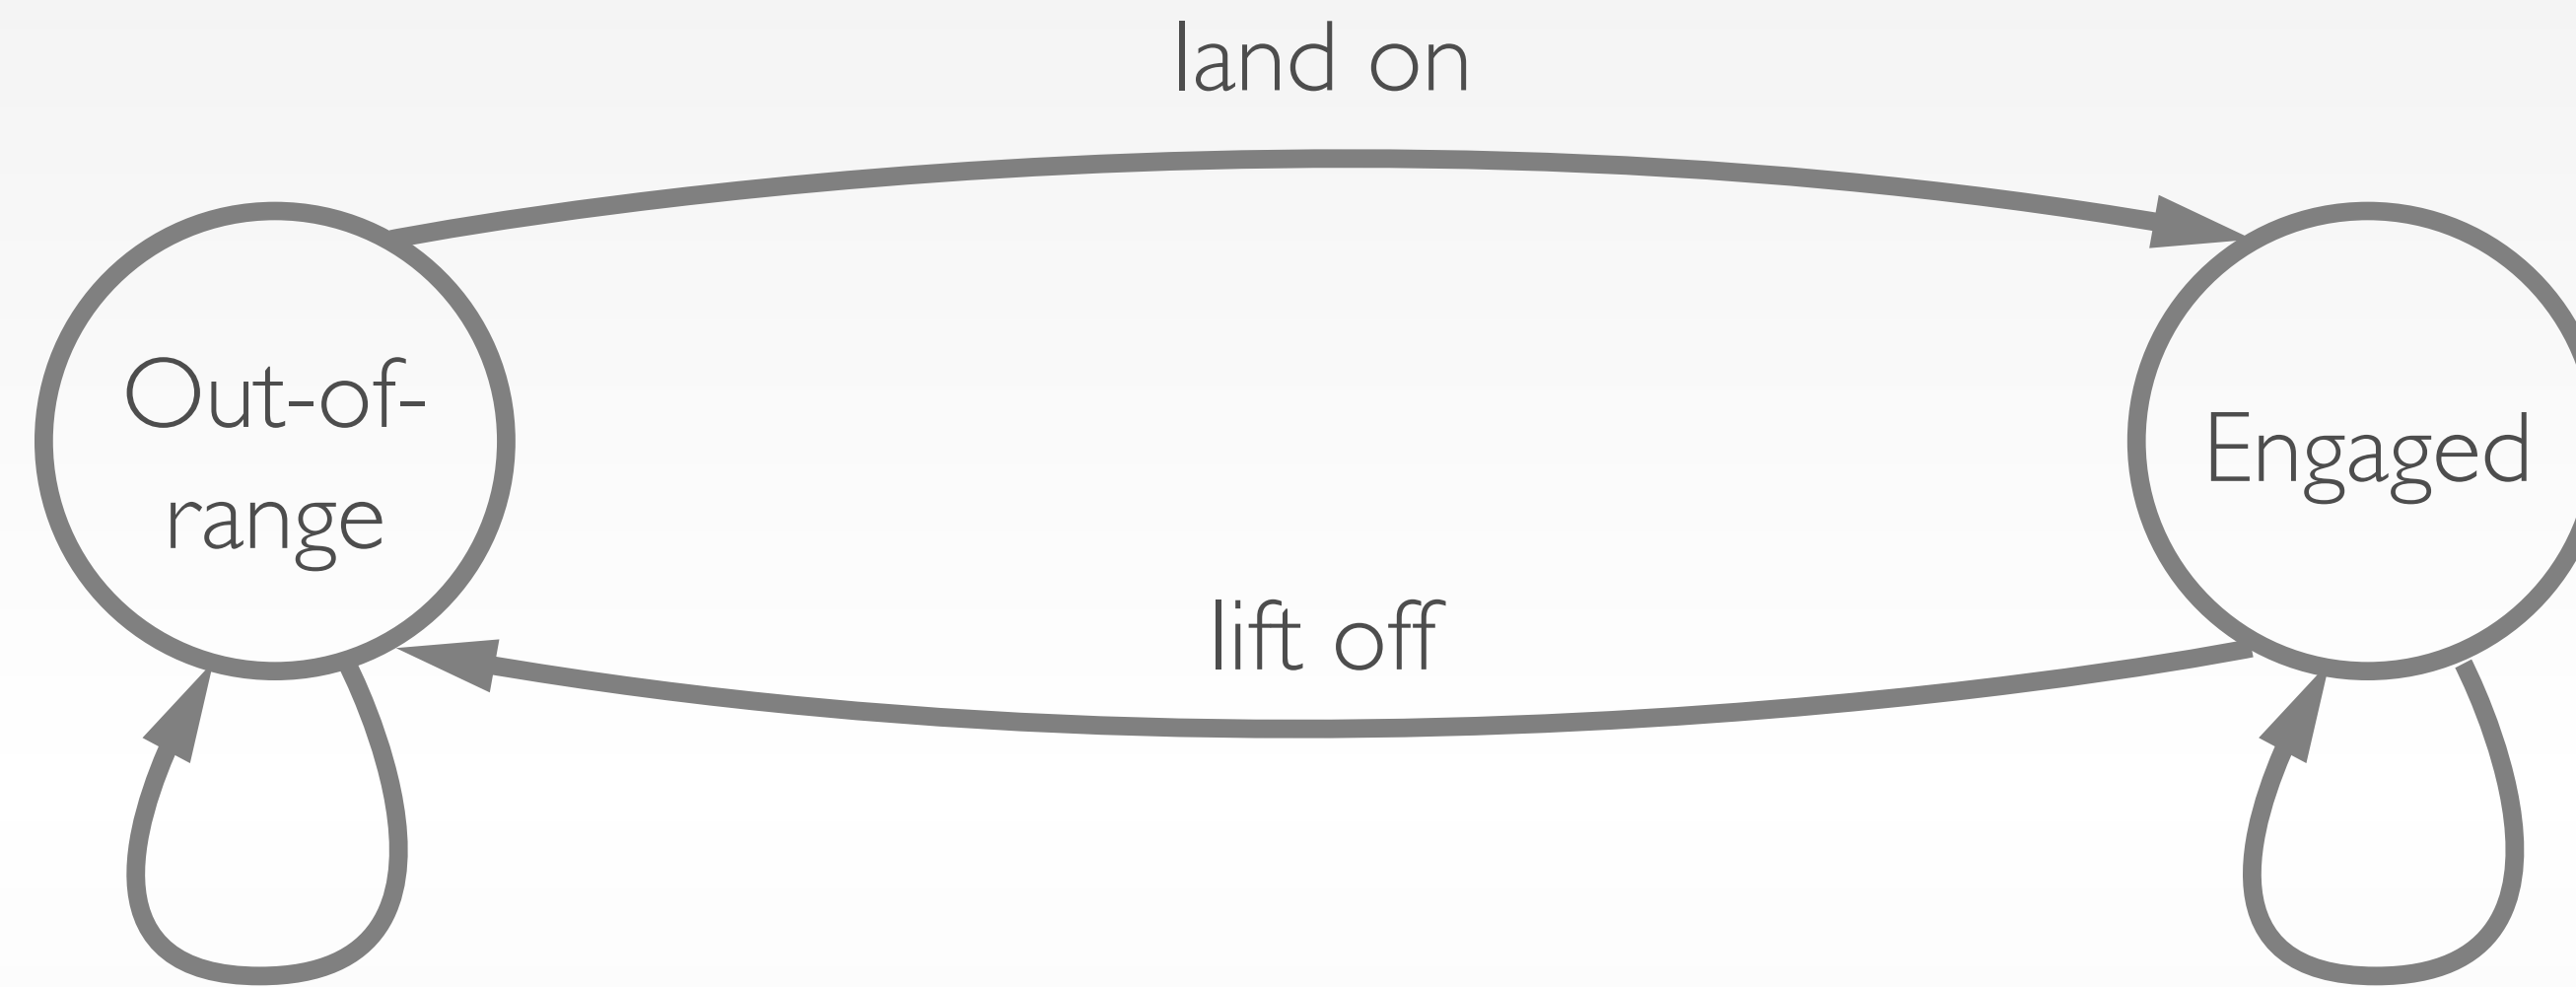 land on
Out-of-
range
Engaged
lift off